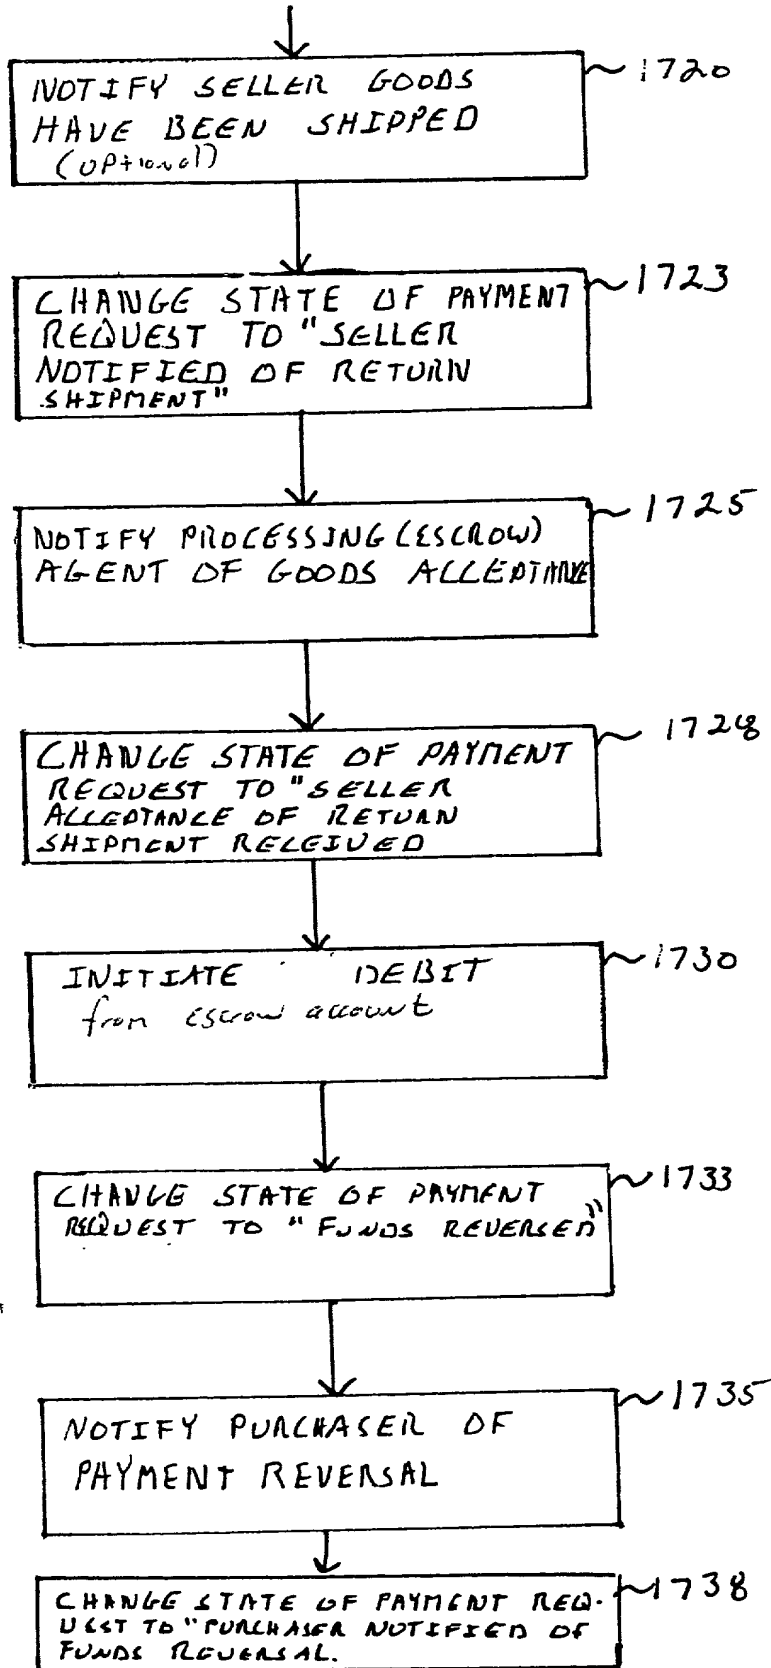 NOTIFY SELLER GOODS
HAVE BEEN SHIPPED
(optional)
1720
CHANGE STATE OF PAYMENT
REQUEST TO "SELLER
NOTIFIED OF RETURN
SHIPMENT"
1723
NOTIFY PROCESSING (ESCROW)
AGENT OF GOODS ACCEPTANCE
1725
CHANGE STATE OF PAYMENT
REQUEST TO "SELLER
ACCEPTANCE OF RETURN
SHIPMENT RECEIVED
1728
INITIATE DEBIT
from escrow account
1730
CHANGE STATE OF PAYMENT
REQUEST TO "FUNDS REVERSED"
1733
NOTIFY PURCHASER OF
PAYMENT REVERSAL
1735
CHANGE STATE OF PAYMENT REQ-
UEST TO "PURCHASER NOTIFIED OF
FUNDS REVERSAL.
1738